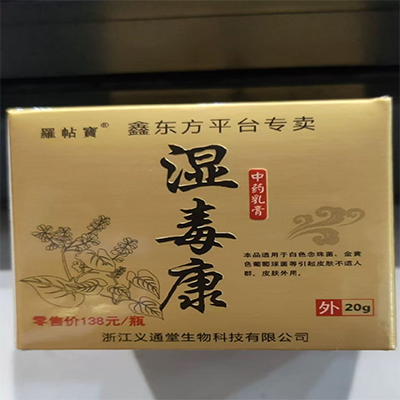 羅帖寶®
鑫东方平台专卖
湿毒康
中药乳膏
本品适用于白色念珠菌、金黄
色葡萄球菌等引起皮肤不适人
群，皮肤外用。
外 20g
零售价138元/瓶
浙江义通堂生物科技有限公司